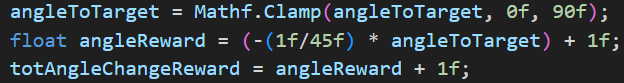 angleToTarget = Mathf.Clamp(angleToTarget, 0f, 90f);
float angleReward = (-(1f/45f) * angleToTarget) + 1f;
totAngleChangeReward = angleReward + 1f;